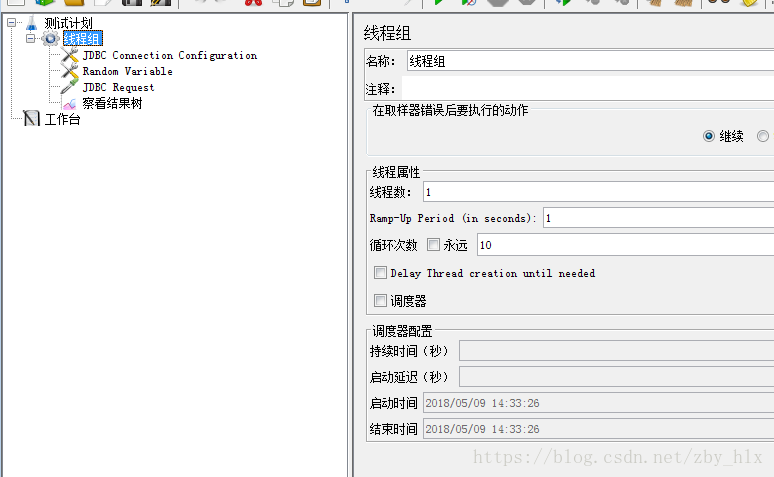 测试计划
线程组
JDBC Connection Configuration
Random Variable
JDBC Request
察看结果树
工作台
线程组
名称： 线程组
注释：
在取样器错误后要执行的动作
继续
线程属性
线程数： 1
Ramp-Up Period (in seconds): 1
循环次数 永远 10
Delay Thread creation until needed
调度器
调度器配置
持续时间（秒）
启动延迟（秒）
启动时间 2018/05/09 14:33:26
结束时间 2018/05/09 14:33:26
https://blog.csdn.net/zby_hlx